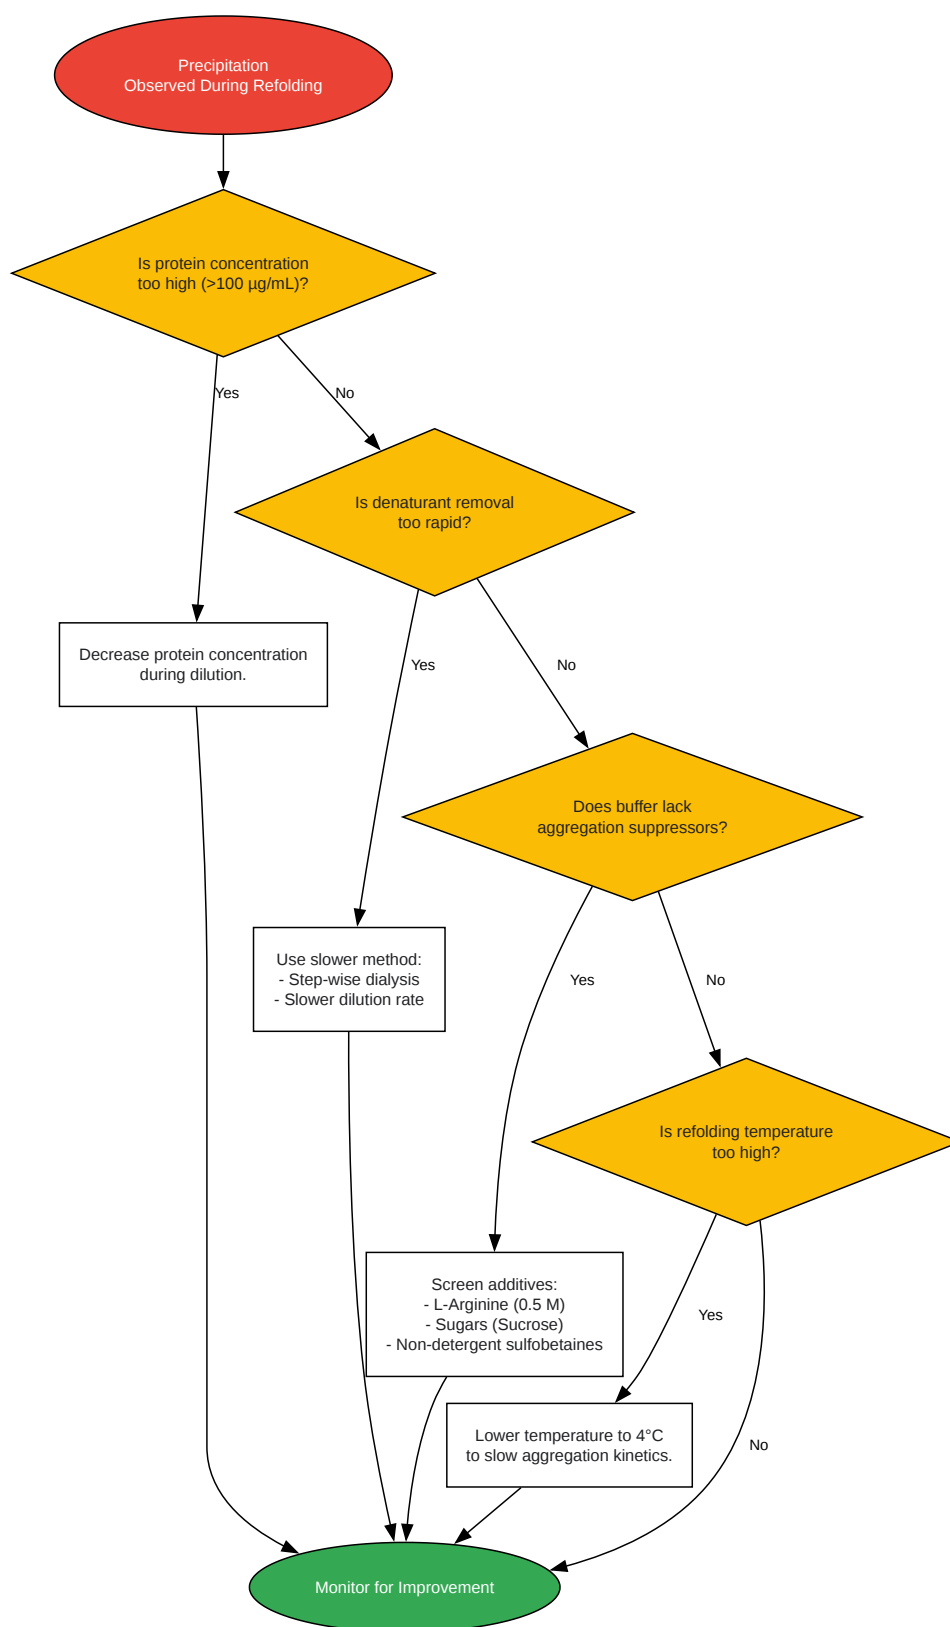 Precipitation
Observed During Refolding
Is protein concentration
too high (>100 µg/mL)?
Yes
No
Is denaturant removal
too rapid?
Decrease protein concentration
during dilution.
Yes
No
Does buffer lack
aggregation suppressors?
Use slower method:
- Step-wise dialysis
- Slower dilution rate
Yes
No
Is refolding temperature
too high?
Screen additives:
- L-Arginine (0.5 M)
- Sugars (Sucrose)
- Non-detergent sulfobetaines
Yes
Lower temperature to 4°C
to slow aggregation kinetics.
No
Monitor for Improvement